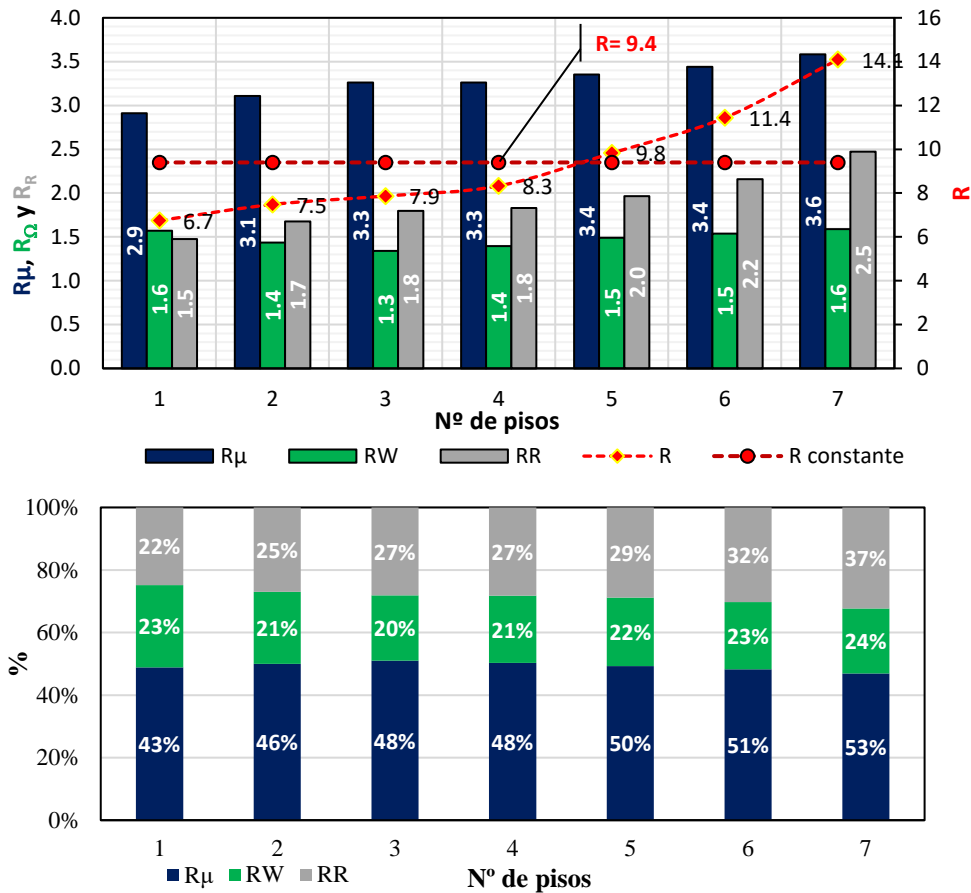 4.0
3.5
3.0
2.5
2.0
1.5
1.0
0.5
0.0
Rμ, RΩ y RR
16
14
12
10
8
6
4
2
0
R
R= 9.4
6.7
7.5
7.9
8.3
9.8
11.4
14.1
2.9 1.6 1.5
3.1 1.4 1.7
3.3 1.3 1.8
3.3 1.4 1.8
3.4 1.5 2.0
3.4 1.5 2.2
3.6 1.6 2.5
1 2 3 4 5 6 7
Nº de pisos
Rμ RW RR R R constante
100%
80%
60%
40%
20%
0%
%
22% 25% 27% 27% 29% 32% 37%
23% 21% 20% 21% 22% 23% 24%
43% 46% 48% 48% 50% 51% 53%
1 2 3 4 5 6 7
Rμ RW RR
Nº de pisos